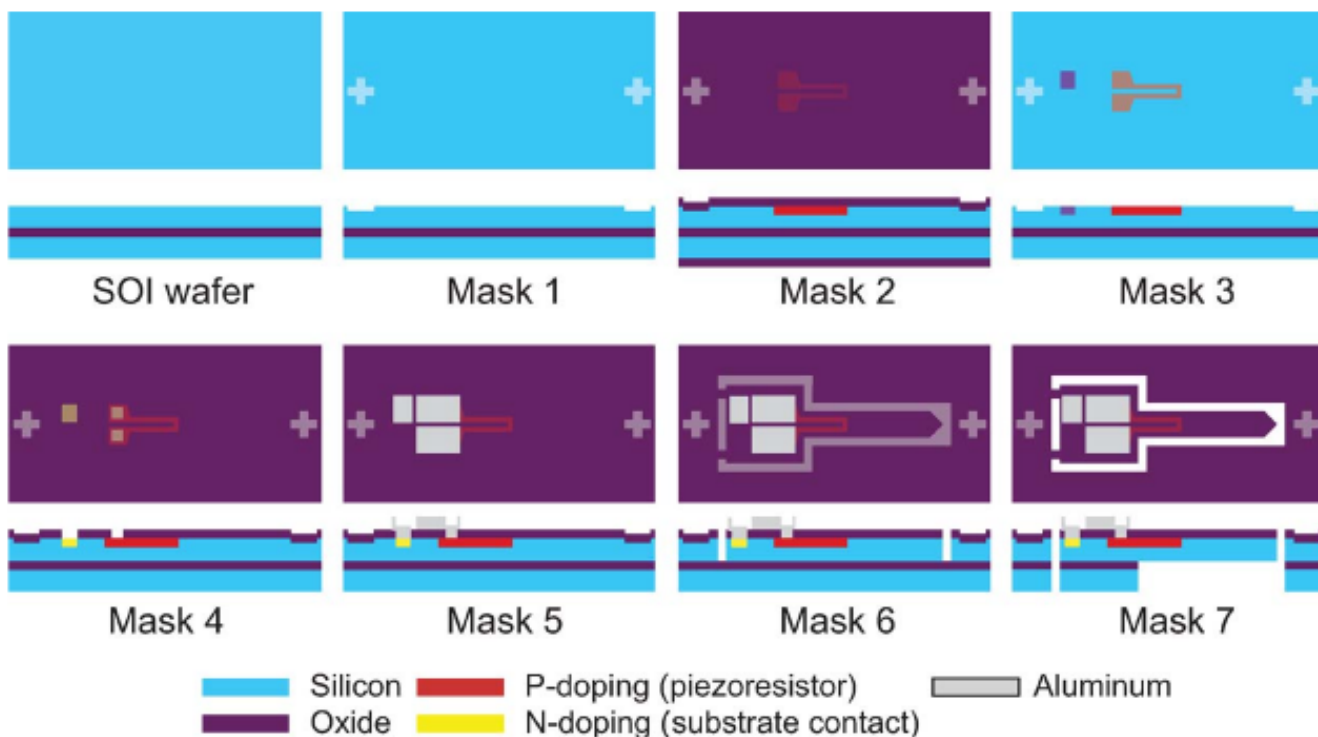 SOI wafer
Mask 1
Mask 2
Mask 3
Mask 4
Mask 5
Mask 6
Mask 7
Silicon
P-doping (piezoresistor)
Aluminum
Oxide
N-doping (substrate contact)